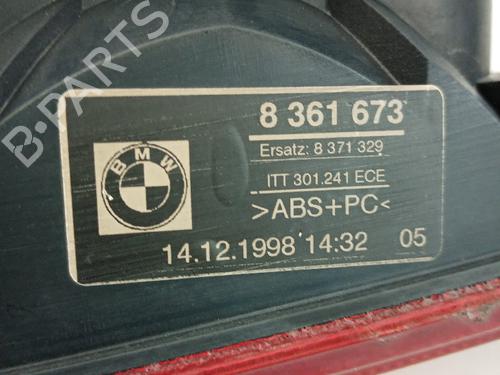 B-PARTS
8 361 673
Ersatz: 8 371 329
BMW
ITT 301.241 ECE
>ABS+PC<
14.12.1998 14:32 05